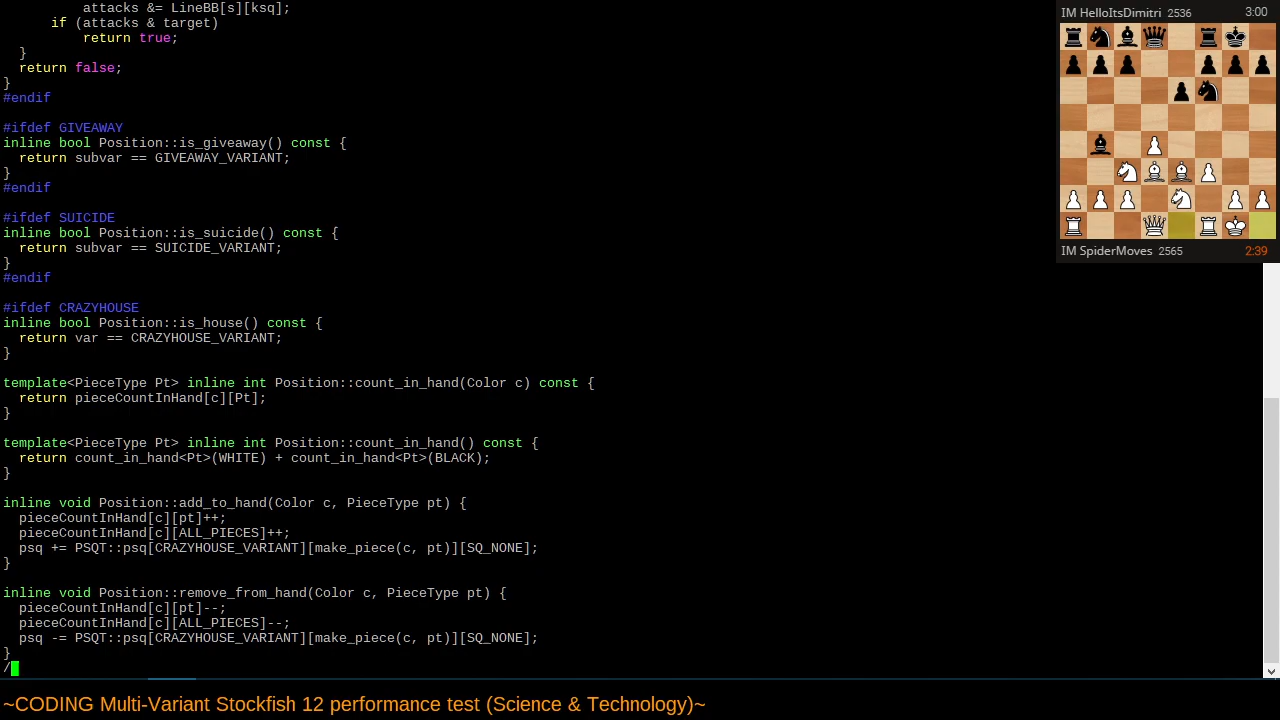 attacks &= LineBB[s][ksq];
if (attacks & target)
return true;
}
return false;
}
#endif
#ifdef GIVEAWAY
inline bool Position::is_giveaway() const {
return subvar == GIVEAWAY_VARIANT;
}
#endif
#ifdef SUICIDE
inline bool Position::is_suicide() const {
return subvar == SUICIDE_VARIANT;
}
#endif
#ifdef CRAZYHOUSE
inline bool Position::is_house() const {
return var == CRAZYHOUSE_VARIANT;
}
template<PieceType Pt> inline int Position::count_in_hand(Color c) const {
return pieceCountInHand[c][Pt];
}
template<PieceType Pt> inline int Position::count_in_hand() const {
return count_in_hand<Pt>(WHITE) + count_in_hand<Pt>(BLACK);
}
inline void Position::add_to_hand(Color c, PieceType pt) {
pieceCountInHand[c][pt]++;
pieceCountInHand[c][ALL_PIECES]++;
psq += PSQT::psq[CRAZYHOUSE_VARIANT][make_piece(c, pt)][SQ_NONE];
}
inline void Position::remove_from_hand(Color c, PieceType pt) {
pieceCountInHand[c][pt]--;
pieceCountInHand[c][ALL_PIECES]--;
psq -= PSQT::psq[CRAZYHOUSE_VARIANT][make_piece(c, pt)][SQ_NONE];
}
/
IM HelloItsDimitri 2536 3:00
IM SpiderMoves 2565 2:39
~CODING Multi-Variant Stockfish 12 performance test (Science & Technology)~